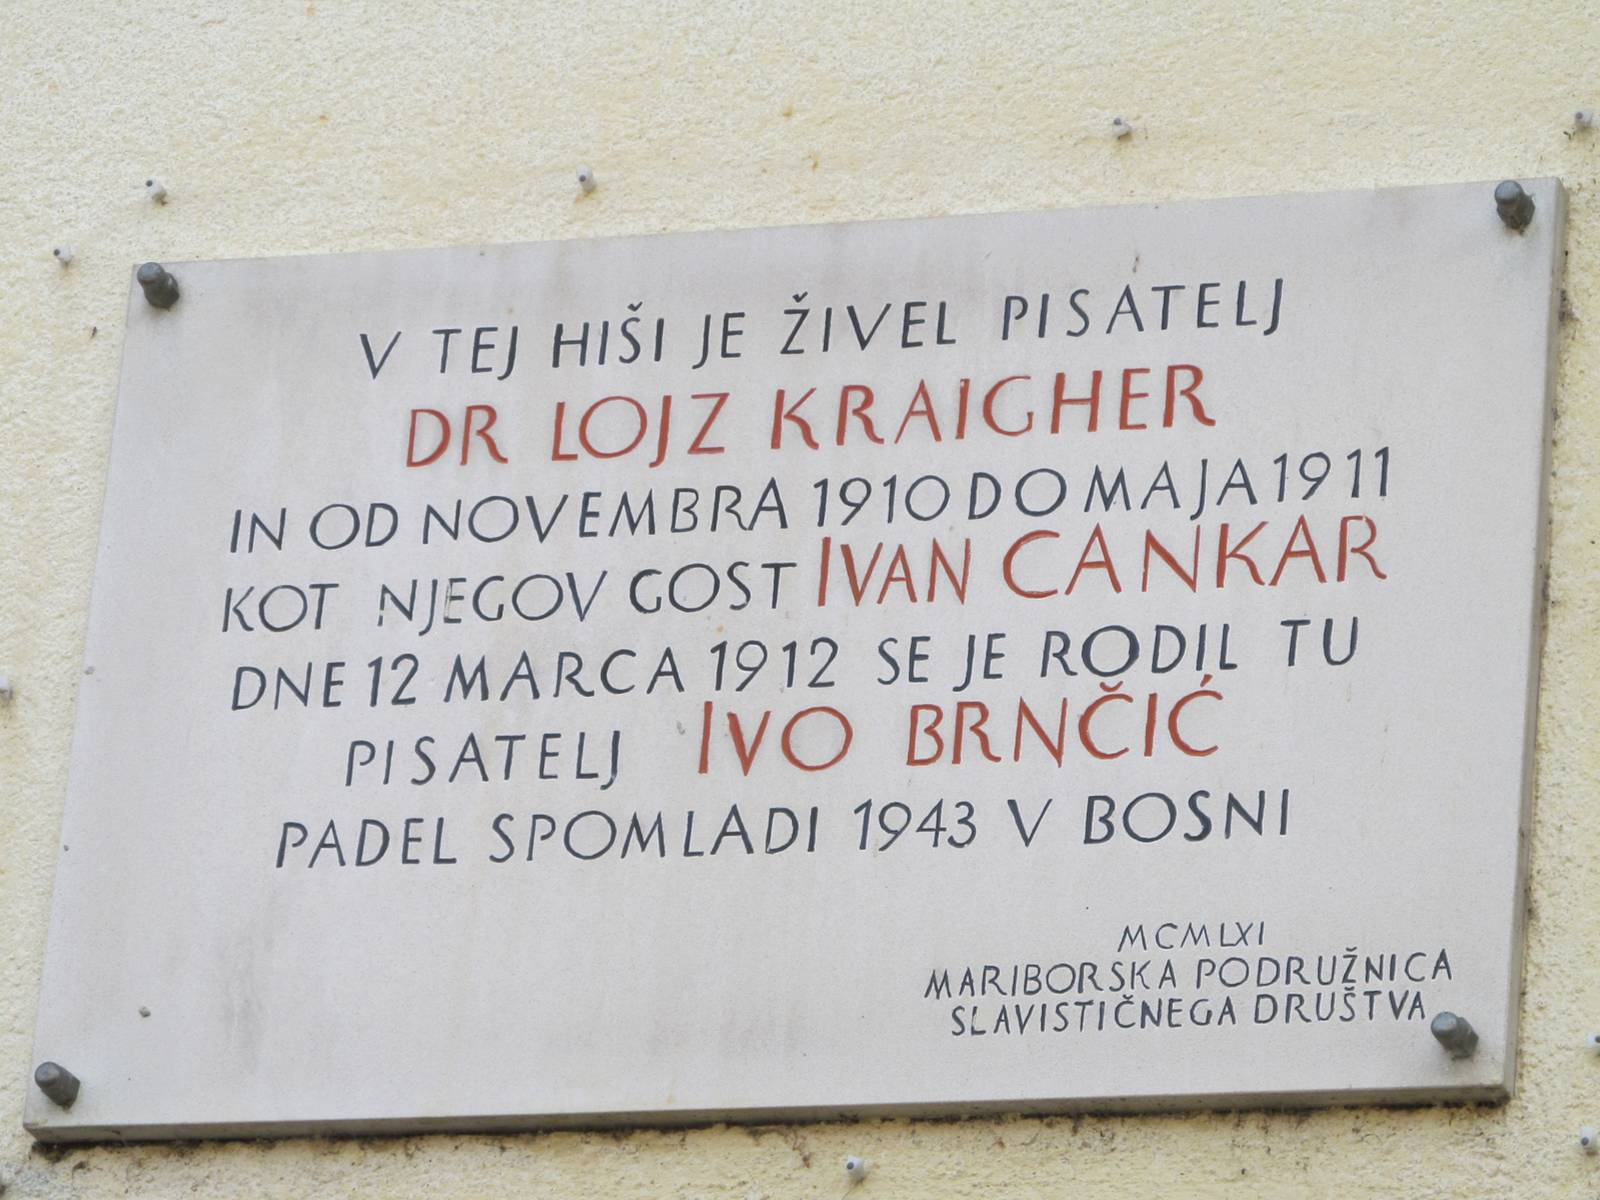 V TEJ HIŠI JE ŽIVEL PISATELJ
DR LOJZ KRAIGHER
IN OD NOVEMBRA 1910 DO MAJA 1911
KOT NJEGOV GOST IVAN CANKAR
DNE 12 MARCA 1912 SE JE RODIL TU
PISATELJ IVO BRNČIĆ
PADEL SPOMLADI 1943 V BOSNI
MCMLXI
MARIBORSKA PODRUŽNICA
SLAVISTIČNEGA DRUŠTVA